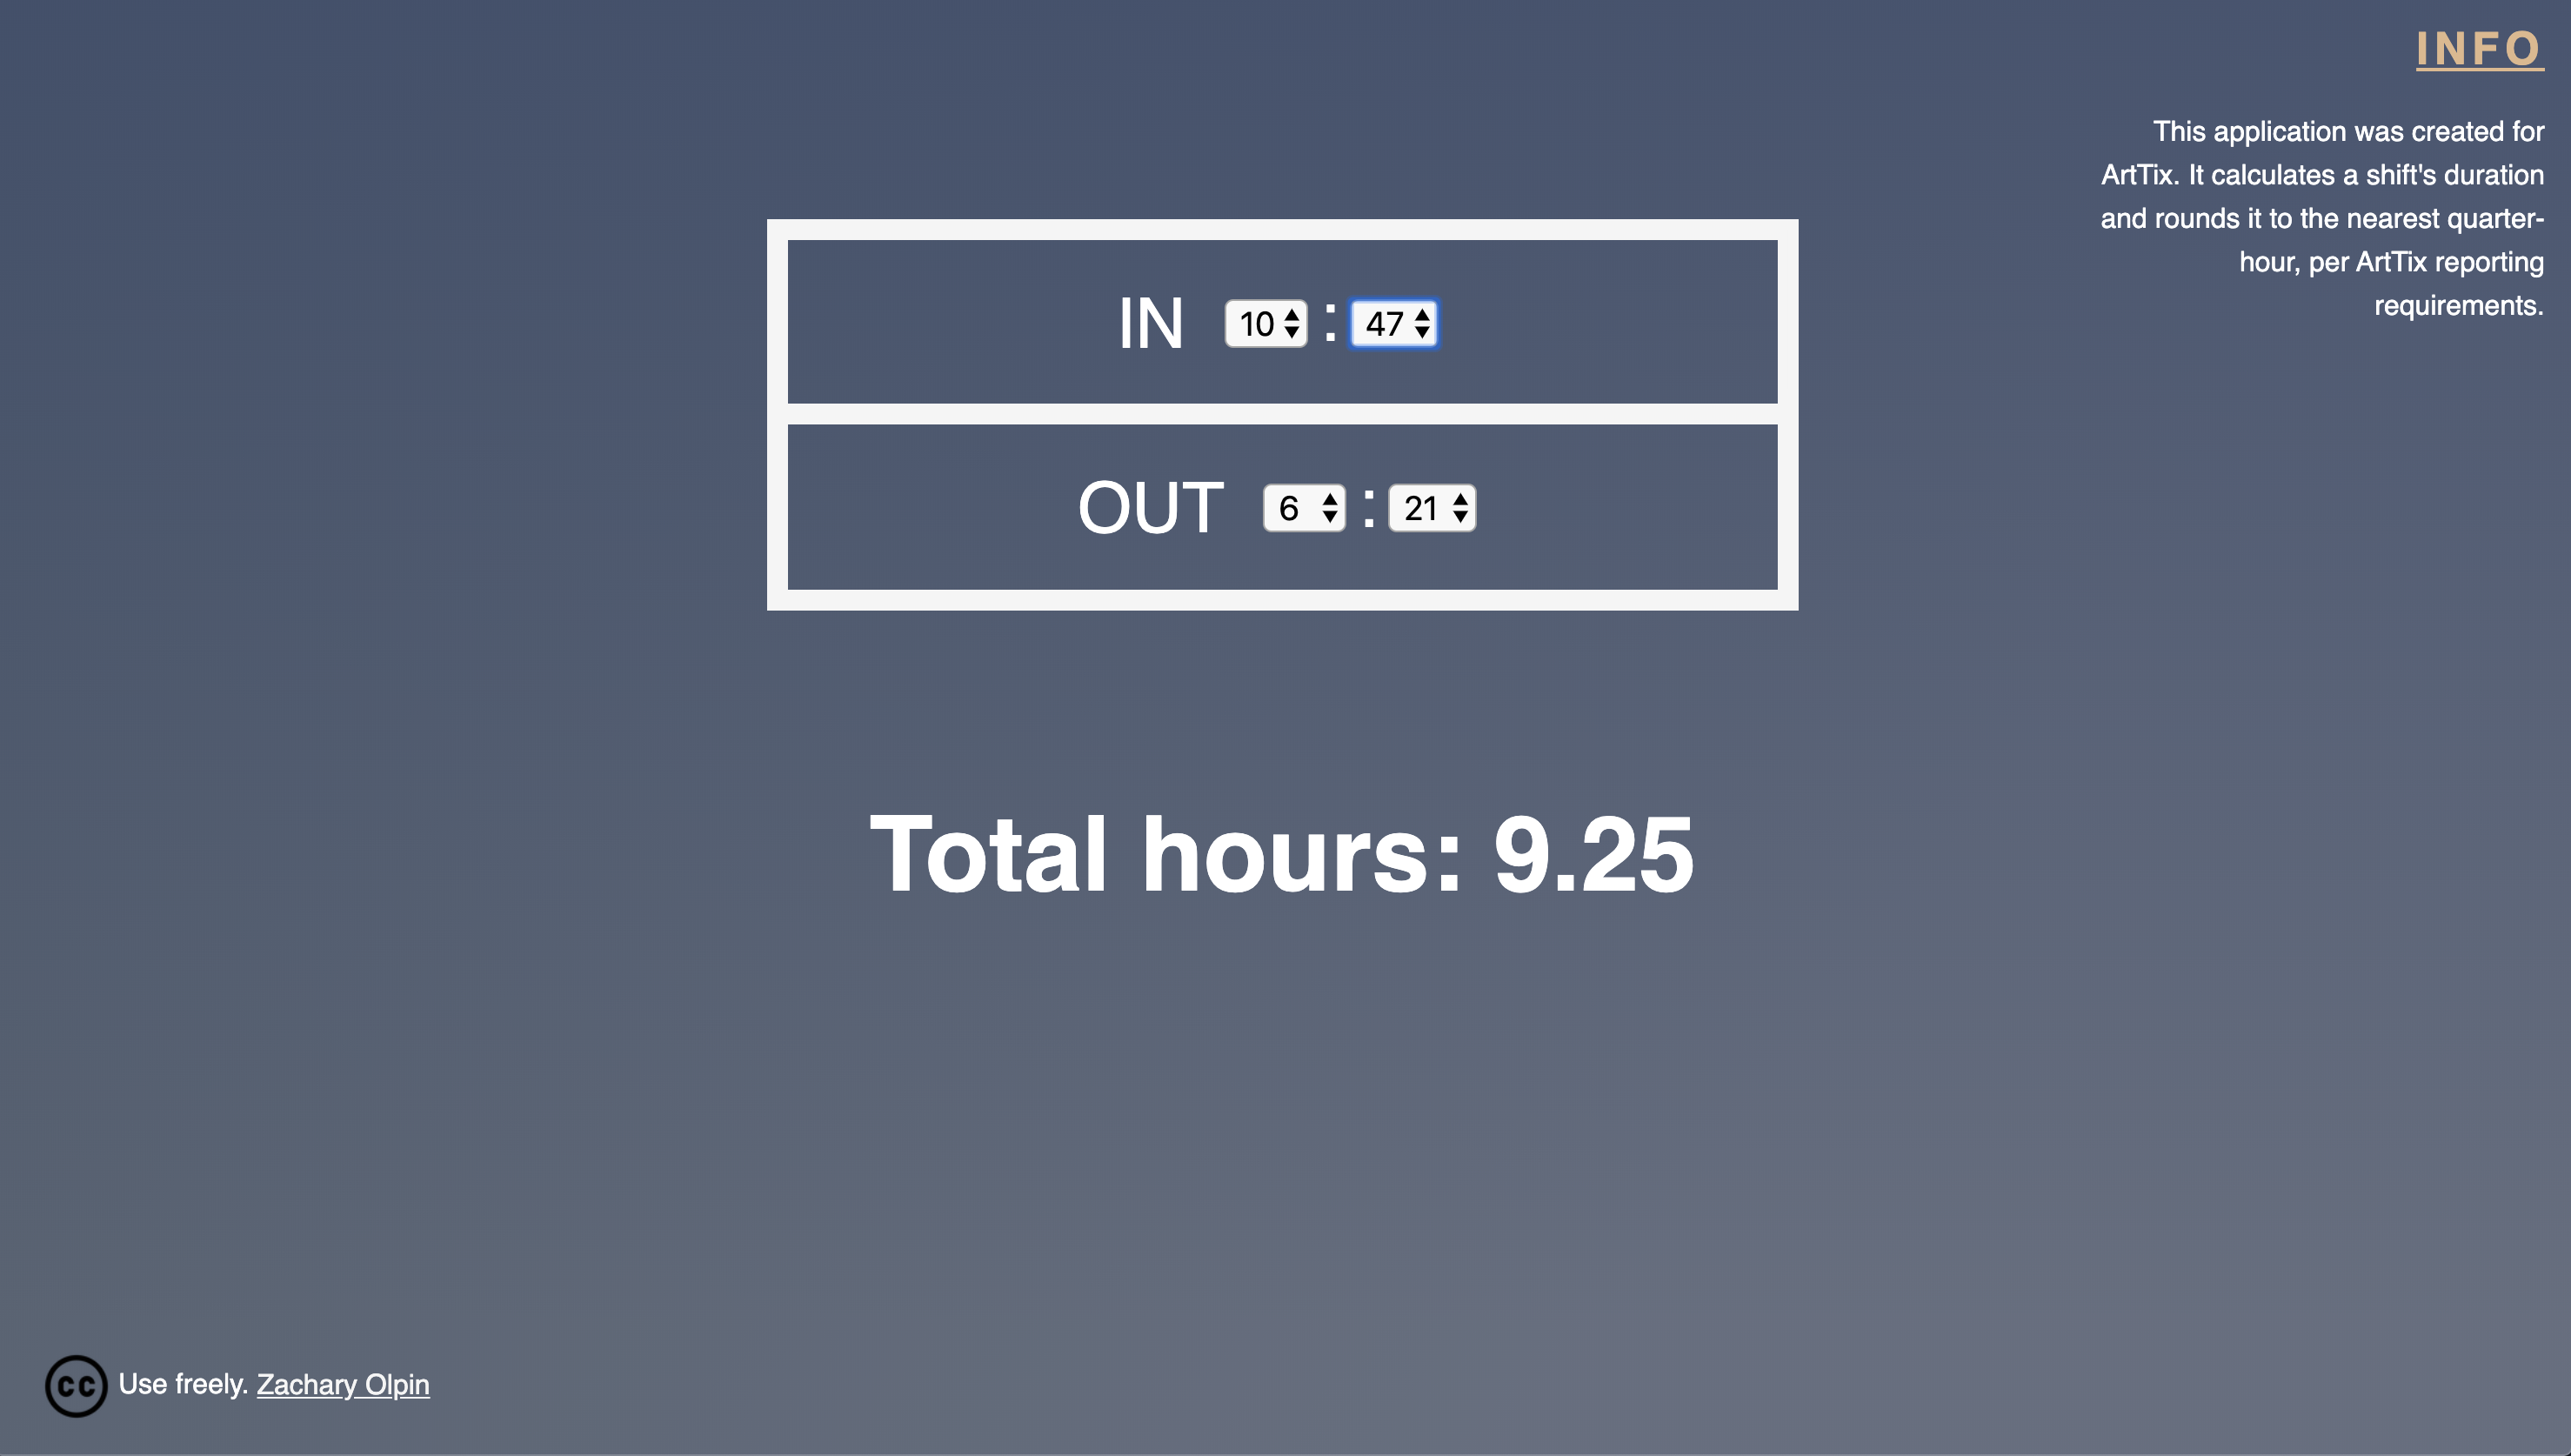 INFO
This application was created for
ArtTix. It calculates a shift's duration
and rounds it to the nearest quarter-
hour, per ArtTix reporting
requirements.
IN 10 : 47
OUT 6 : 21
Total hours: 9.25
cc Use freely. Zachary Olpin